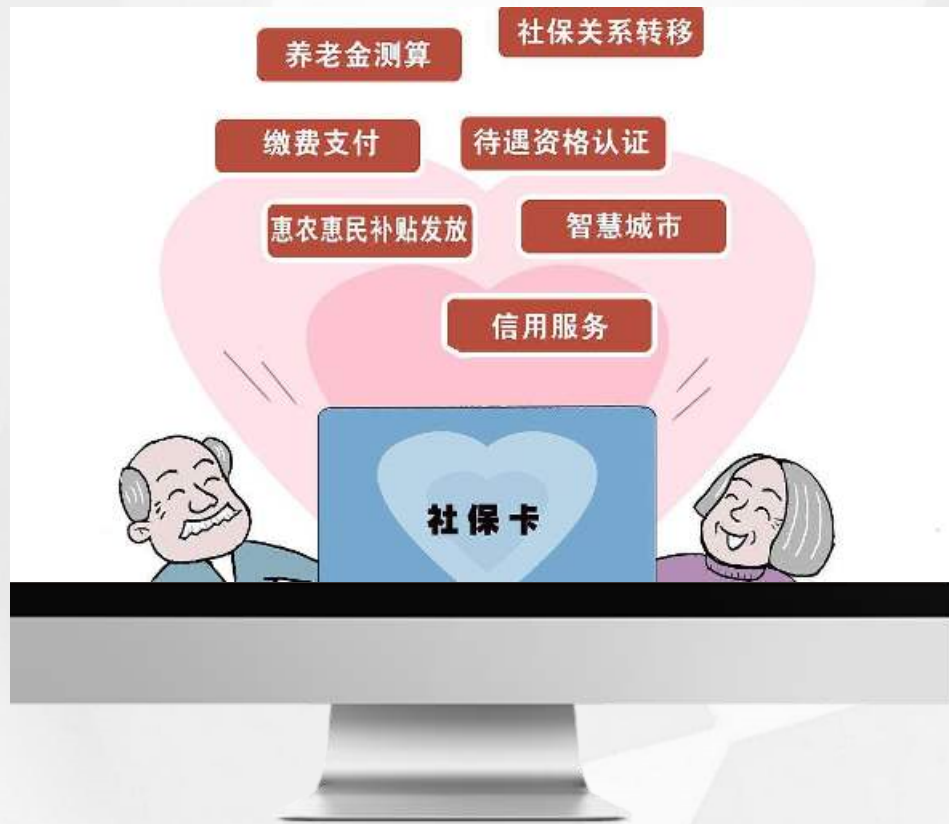 社保关系转移
养老金测算
缴费支付
待遇资格认证
惠农惠民补贴发放
智慧城市
信用服务
社保卡